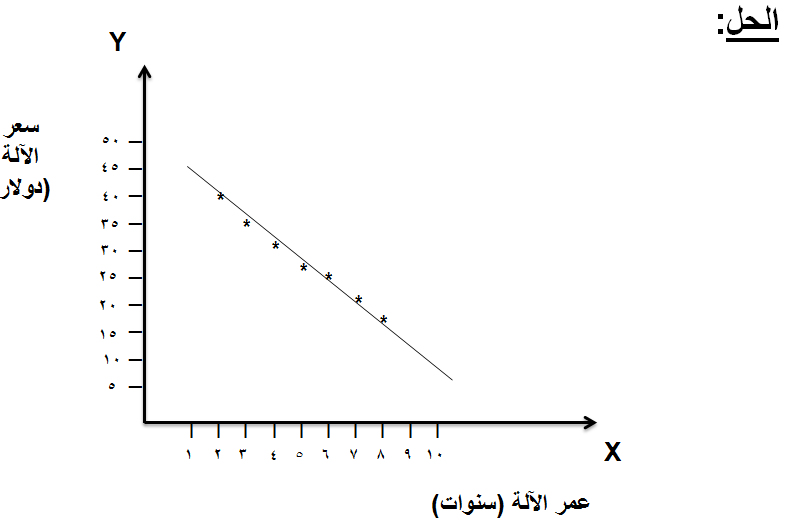 الحل:
Y
سعر
الآلة
(دولار
٥٠
٤٥
٤٠
٣٥
٣٠
٢٥
٢٠
١٥
١٠
٥
١ ٢ ٣ ٤ ٥ ٦ ٧ ٨ ٩ ١٠
X
عمر الآلة (سنوات)